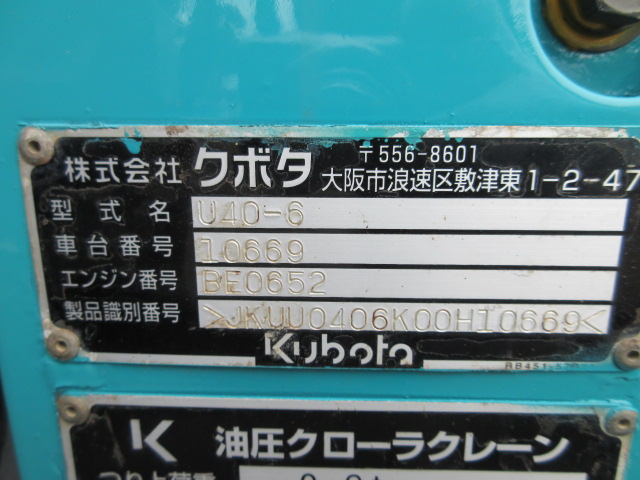 株式会社 クボタ 〒556-8601
大阪市浪速区敷津東1-2-47
型式名 U40-6
車台番号 10669
エンジン番号 BE0652
製品識別番号 >JKUU0406K00H10669<
Kubota
K 油圧クローラクレーン